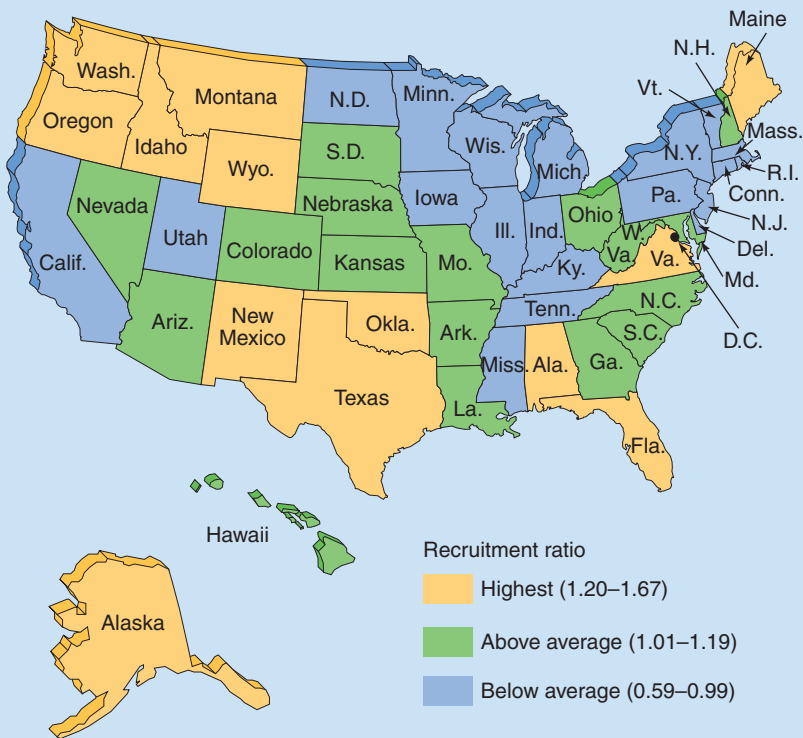 Maine
N.H.
Wash.
Vt.
Montana
N.D.
Minn.
Oregon
Mass.
Idaho
Wis.
N.Y.
S.D.
Wyo.
Mich.
R.I.
Conn.
Nevada
Nebraska
Iowa
Pa.
N.J.
Ohio
Utah
Ill.
Ind.
W.
Va.
Del.
Calif.
Colorado
Kansas
Mo.
Va.
Ky.
Md.
N.C.
Tenn.
Ariz.
New
Mexico
Okla.
Ark.
S.C.
D.C.
Miss.
Ala.
Ga.
Texas
La.
Fla.
Hawaii
Alaska
Recruitment ratio
Highest (1.20–1.67)
Above average (1.01–1.19)
Below average (0.59–0.99)